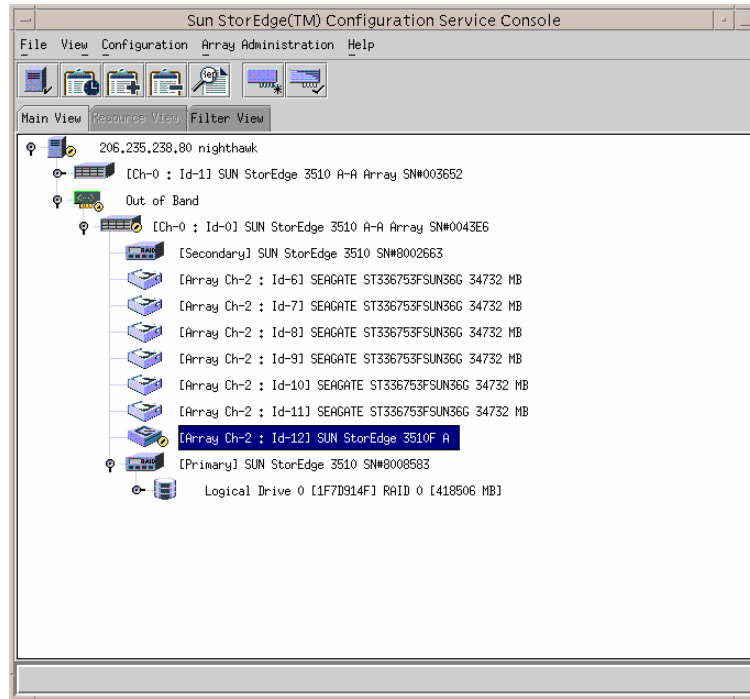 Sun StorEdge(TM) Configuration Service Console
File View Configuration Array Administration Help
Main View Resource View Filter View
206.235.238.80 nighthawk
[Ch-0 : Id-1] SUN StorEdge 3510 A-A Array SN#003652
Out of Band
[Ch-0 : Id-0] SUN StorEdge 3510 A-A Array SN#0043E6
[Secondary] SUN StorEdge 3510 SN#8002663
[Array Ch-2 : Id-6] SEAGATE ST336753FSUN36G 34732 MB
[Array Ch-2 : Id-7] SEAGATE ST336753FSUN36G 34732 MB
[Array Ch-2 : Id-8] SEAGATE ST336753FSUN36G 34732 MB
[Array Ch-2 : Id-9] SEAGATE ST336753FSUN36G 34732 MB
[Array Ch-2 : Id-10] SEAGATE ST336753FSUN36G 34732 MB
[Array Ch-2 : Id-11] SEAGATE ST336753FSUN36G 34732 MB
[Array Ch-2 : Id-12] SUN StorEdge 3510F A
[Primary] SUN StorEdge 3510 SN#8008583
Logical Drive 0 [1F7D914F] RAID 0 [418506 MB]